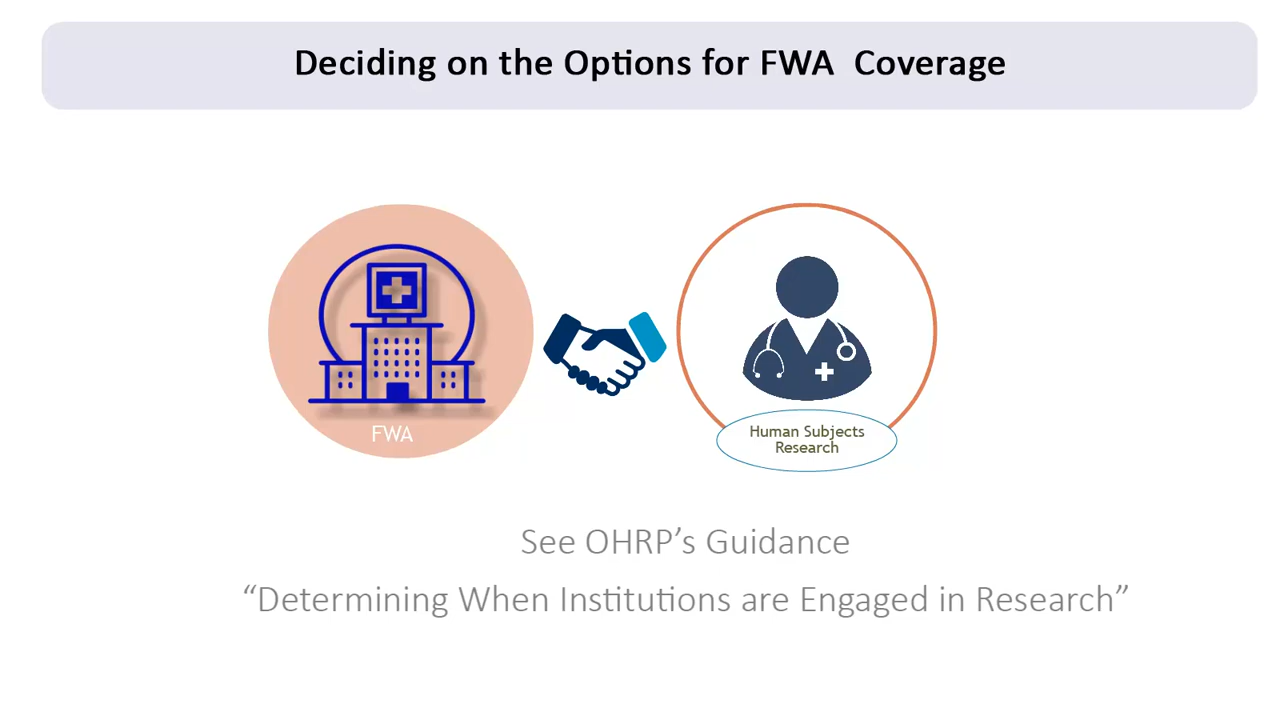 Deciding on the Options for FWA  Coverage
FWA
Human Subjects
Research
See OHRP’s Guidance
“Determining When Institutions are Engaged in Research”